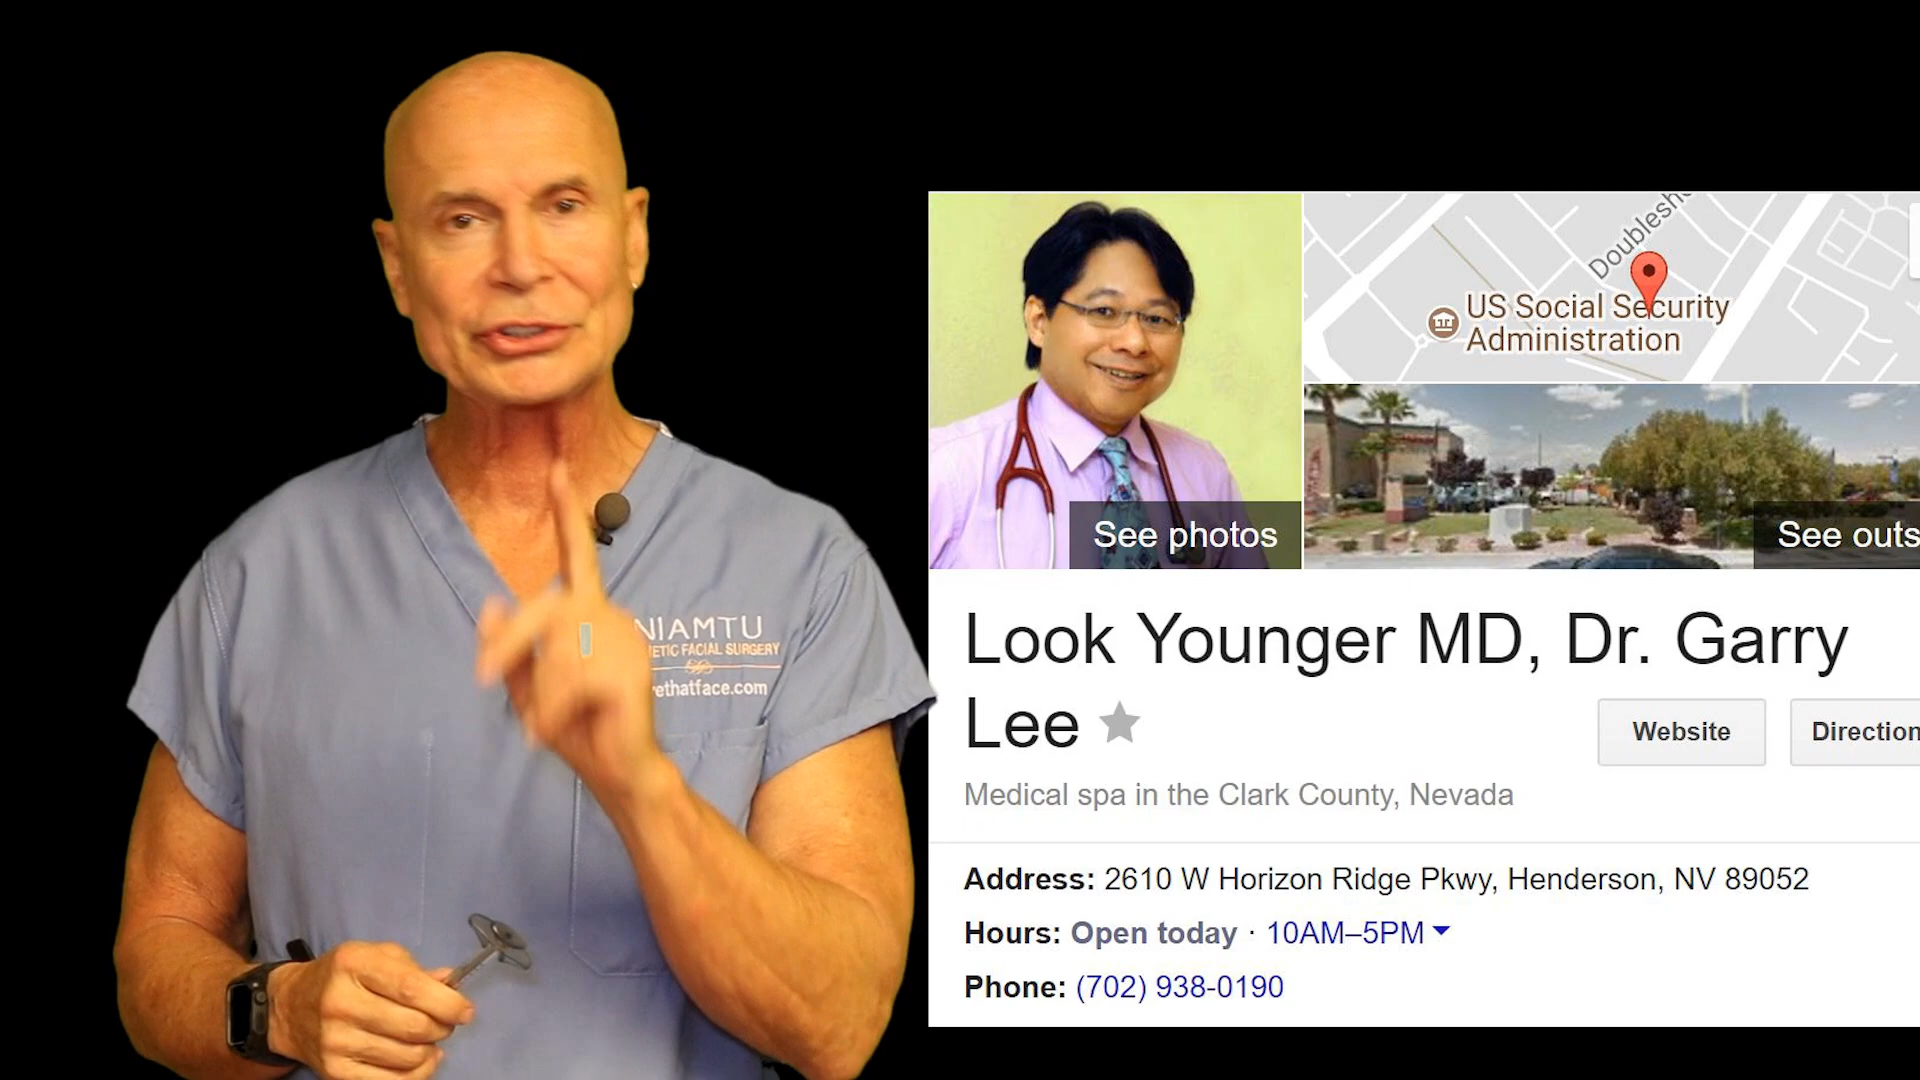 NIAMTU
ETIC FACIAL SURGERY
rethatface.com
Doublesh
US Social Security
Administration
See photos
See outs
Look Younger MD, Dr. Garry
Lee
Website
Direction
Medical spa in the Clark County, Nevada
Address: 2610 W Horizon Ridge Pkwy, Henderson, NV 89052
Hours: Open today · 10AM–5PM
Phone: (702) 938-0190